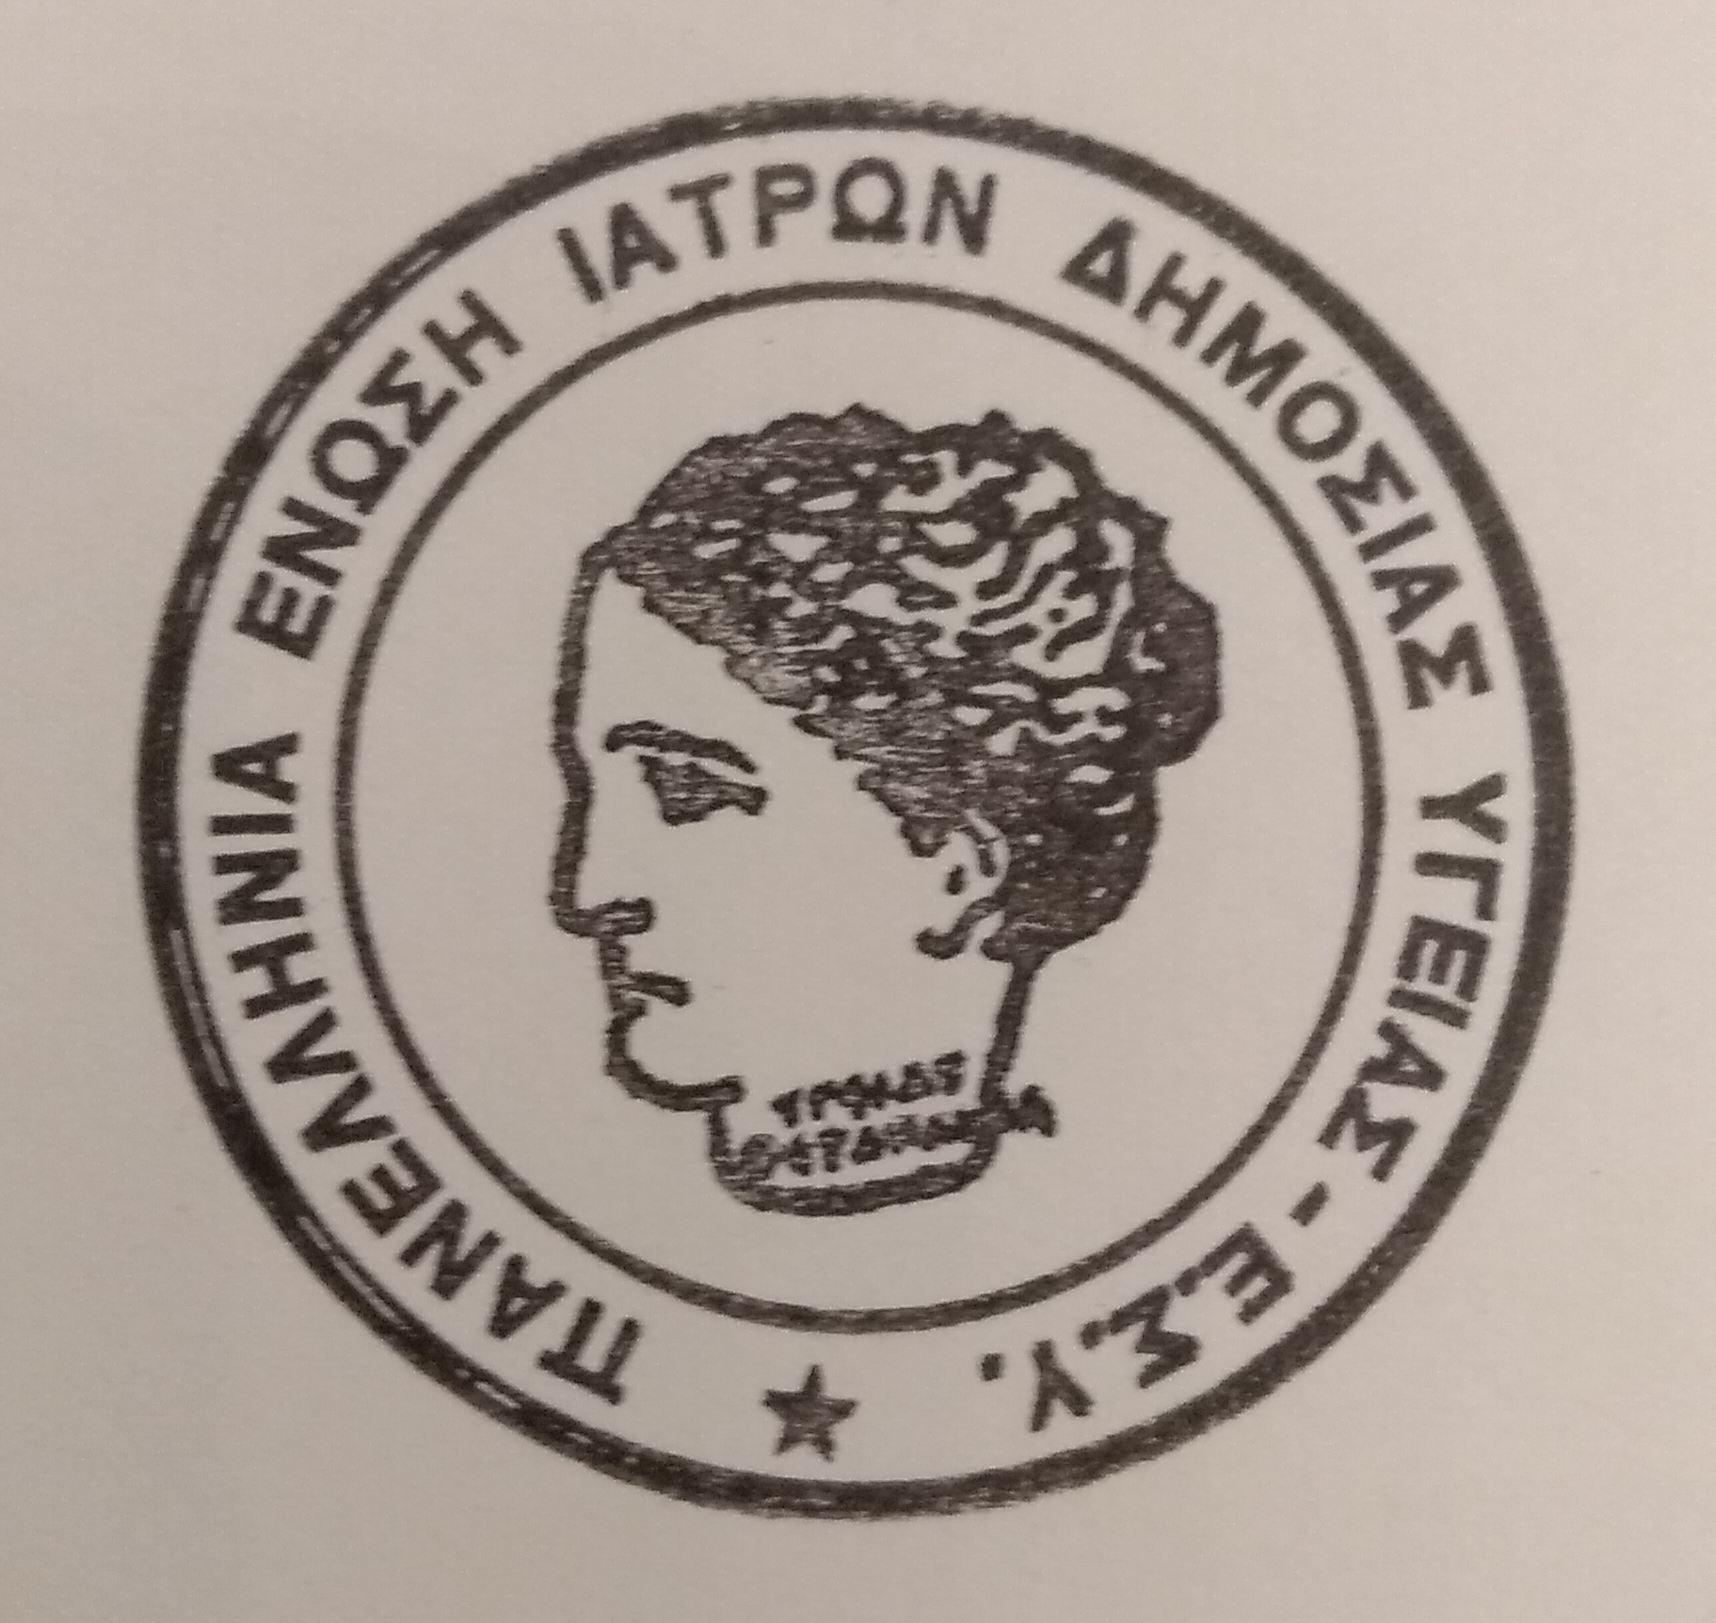 ΠΑΝΕΛΛΗΝΙΑ ΕΝΩΣΗ ΙΑΤΡΩΝ ΔΗΜΟΣΙΑΣ ΥΓΕΙΑΣ - Ε.Σ.Υ.